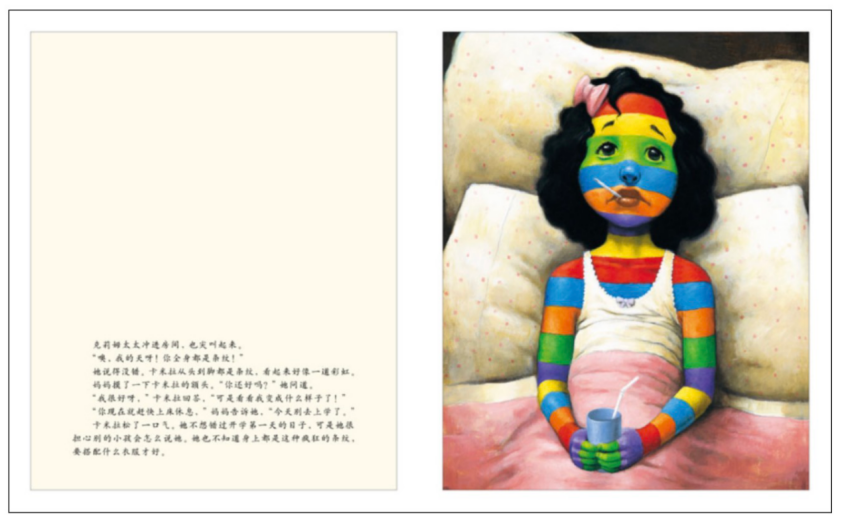 克莉姆太太冲进房间，也尖叫起来。
“噢，我的天呀！你全身都是条纹！”
她说得没错。卡米拉从头到脚都是条纹，看起来好像一道彩虹。
妈妈摸了一下卡米拉的额头。“你还好吗？”她问道。
“我很好呀，”卡米拉回答，“可是看看我变成什么样子了！”
“你现在就赶快上床休息，”妈妈告诉她，“今天别去上学了。”
卡米拉松了一口气。她不想错过开学第一天的日子，可是她很
担心别的小孩会怎么说她。她也不知道身上都是这种疯狂的条纹，
要搭配什么衣服才好。